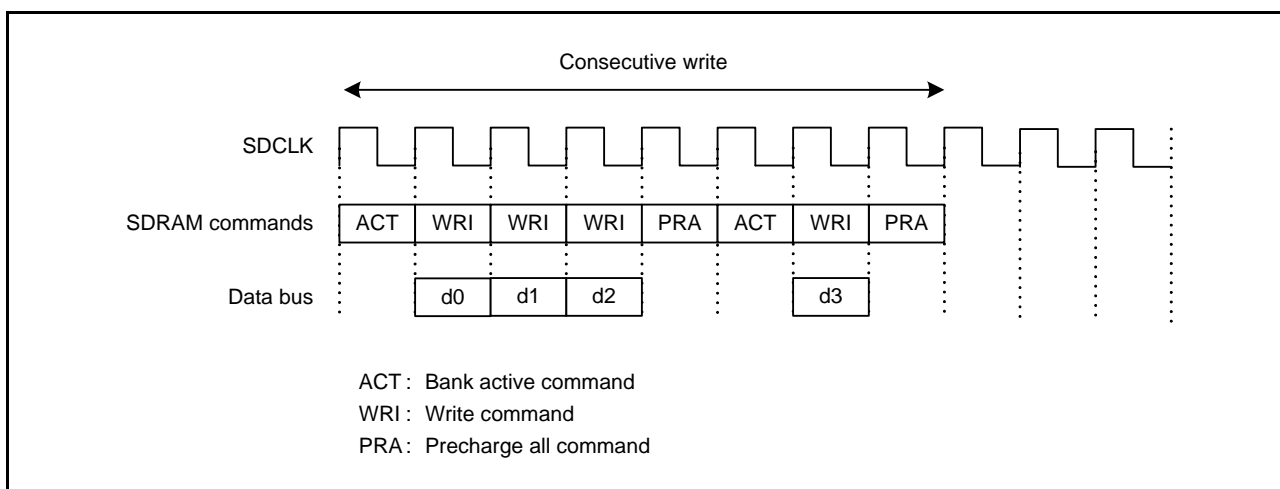 Consecutive write
SDCLK
SDRAM commands ACT WRI WRI WRI PRA ACT WRI PRA
Data bus d0 d1 d2 d3
ACT : Bank active command
WRI : Write command
PRA : Precharge all command